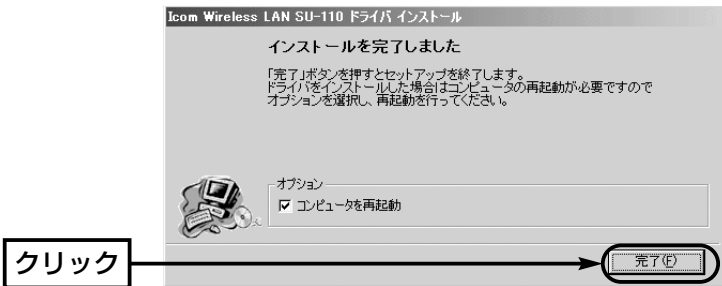 Icom Wireless LAN SU-110 ドライバ インストール
インストールを完了しました
「完了」ボタンを押すとセットアップを終了します。
ドライバをインストールした場合はコンピュータの再起動が必要ですので
オプションを選択し、再起動を行ってください。
オプション
コンピュータを再起動
クリック
完了(F)